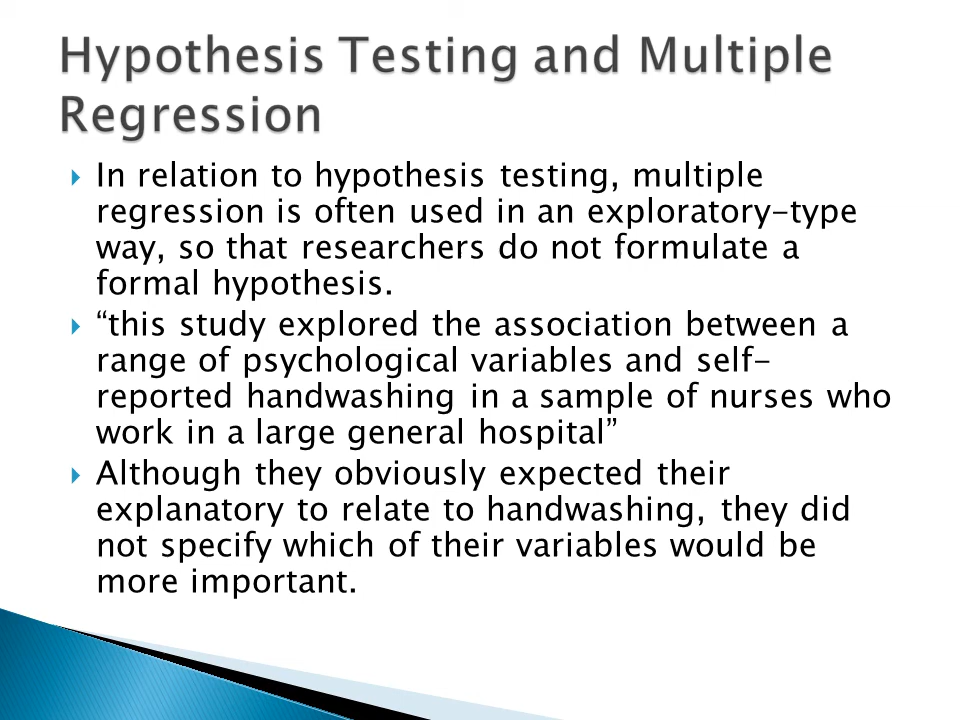 Hypothesis Testing and Multiple
Regression
In relation to hypothesis testing, multiple
regression is often used in an exploratory-type
way, so that researchers do not formulate a
formal hypothesis.
“this study explored the association between a
range of psychological variables and self-
reported handwashing in a sample of nurses who
work in a large general hospital”
Although they obviously expected their
explanatory to relate to handwashing, they did
not specify which of their variables would be
more important.